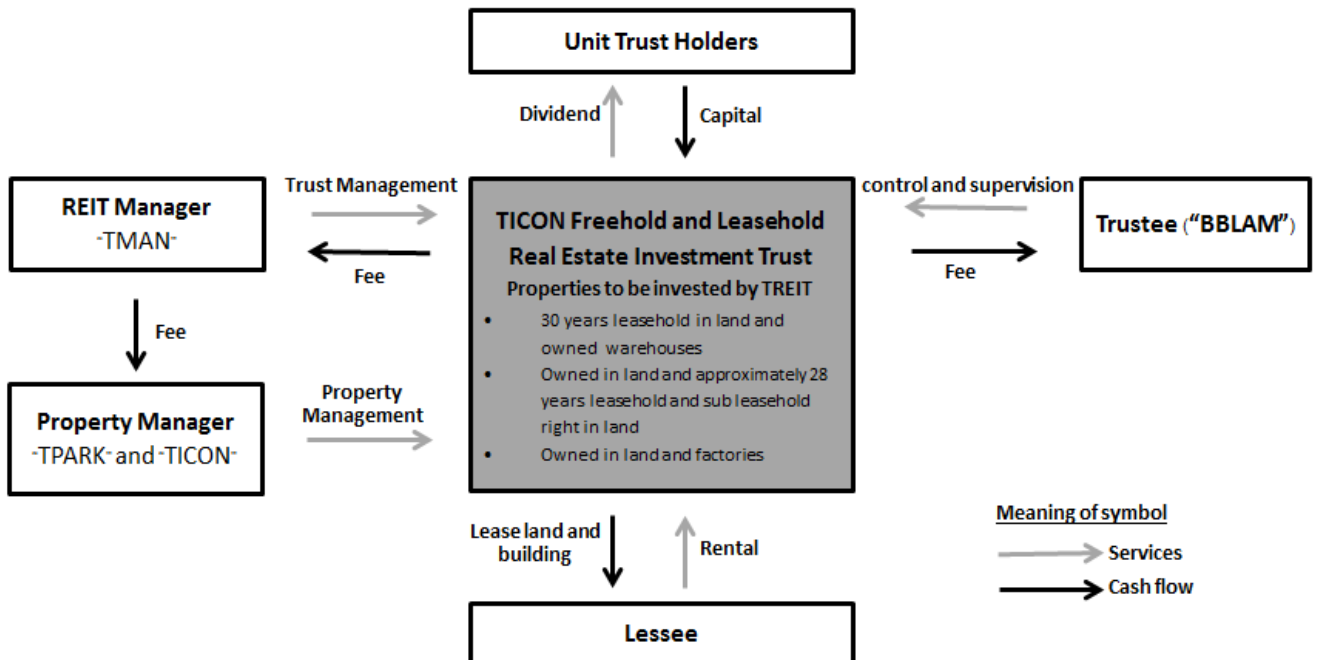 Unit Trust Holders
Dividend
Capital
Trust Management
control and supervision
REIT Manager
-TMAN-
Fee
TICON Freehold and Leasehold
Real Estate Investment Trust
Properties to be invested by TREIT
• 30 years leasehold in land and
owned warehouses
• Owned in land and approximately 28
years leasehold and sub leasehold
right in land
• Owned in land and factories
Trustee ("BBLAM")
Fee
Fee
Property Manager
-TPARK- and -TICON-
Property
Management
Lease land and
building
Rental
Meaning of symbol
Services
Cash flow
Lessee